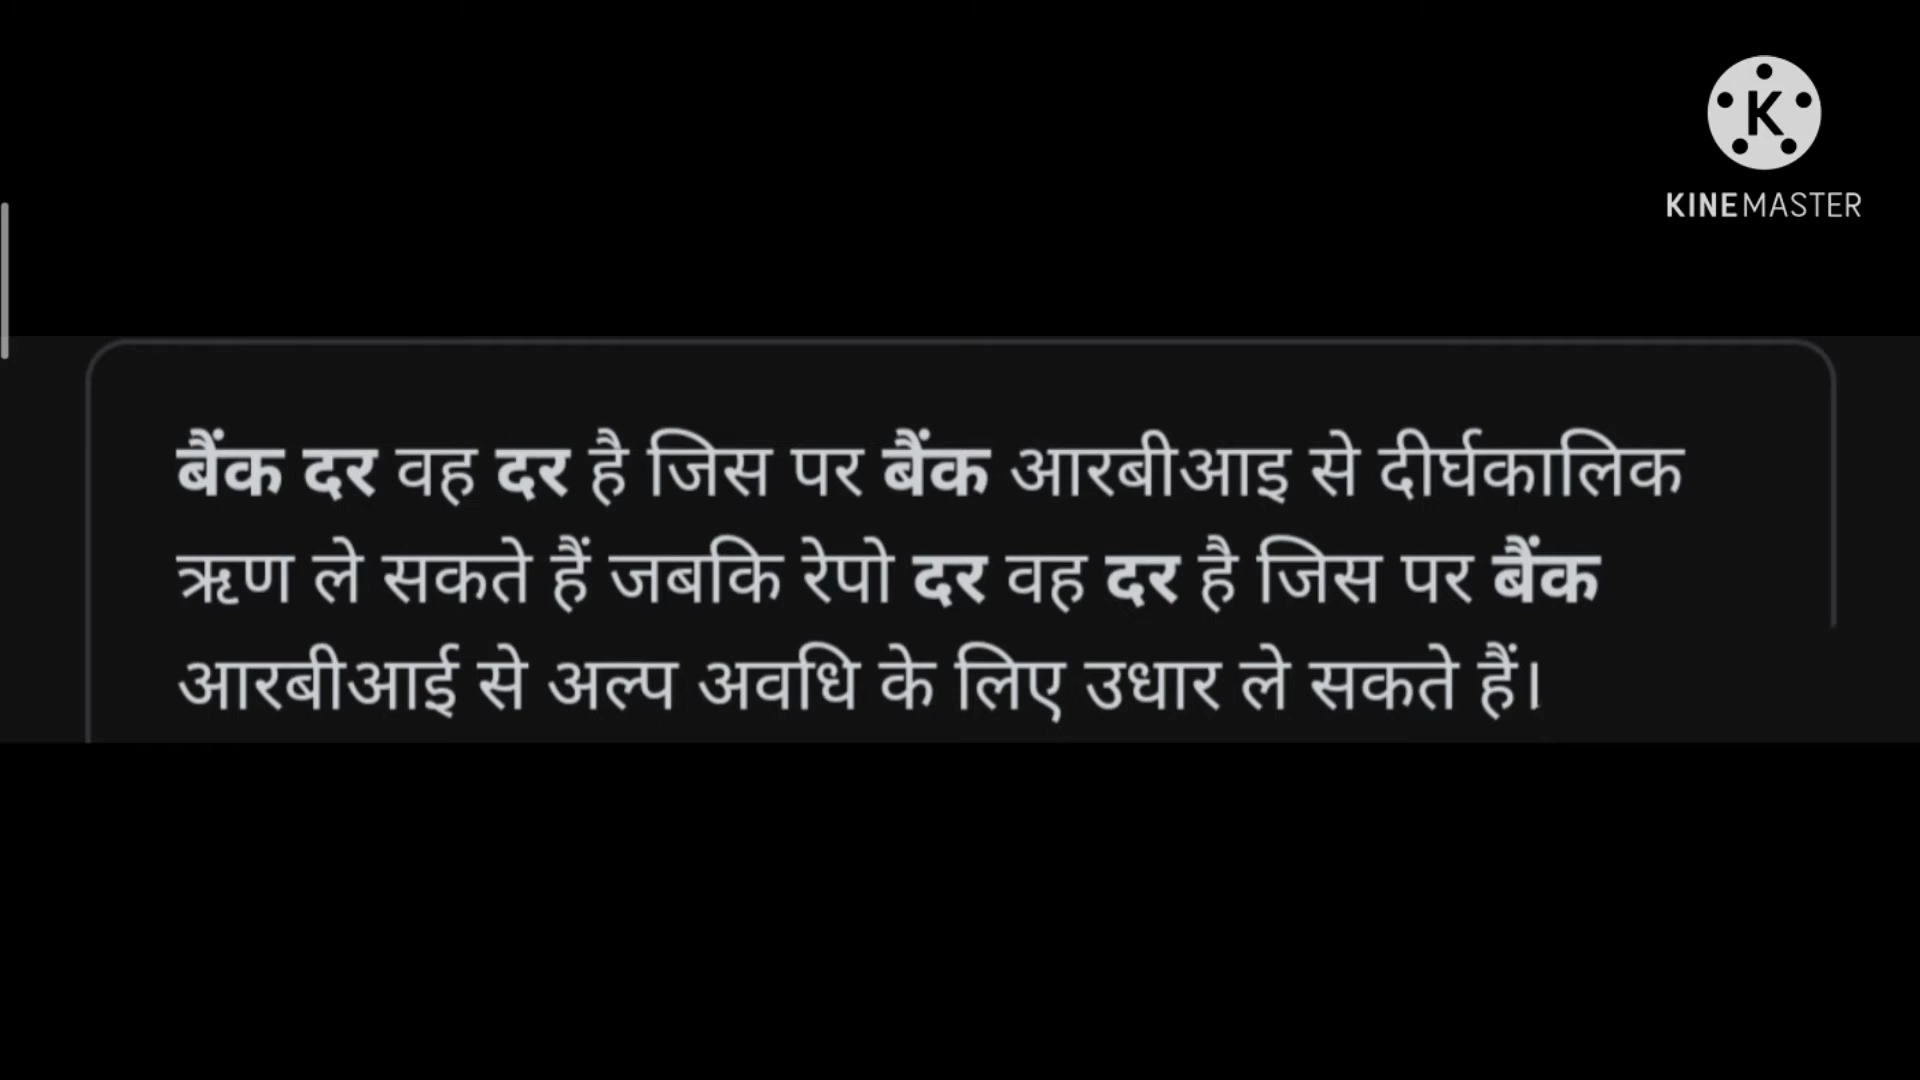 K
KINEMASTER
बैंक दर वह दर है जिस पर बैंक आरबीआइ से दीर्घकालिक
ऋण ले सकते हैं जबकि रेपो दर वह दर है जिस पर बैंक
आरबीआई से अल्प अवधि के लिए उधार ले सकते हैं।